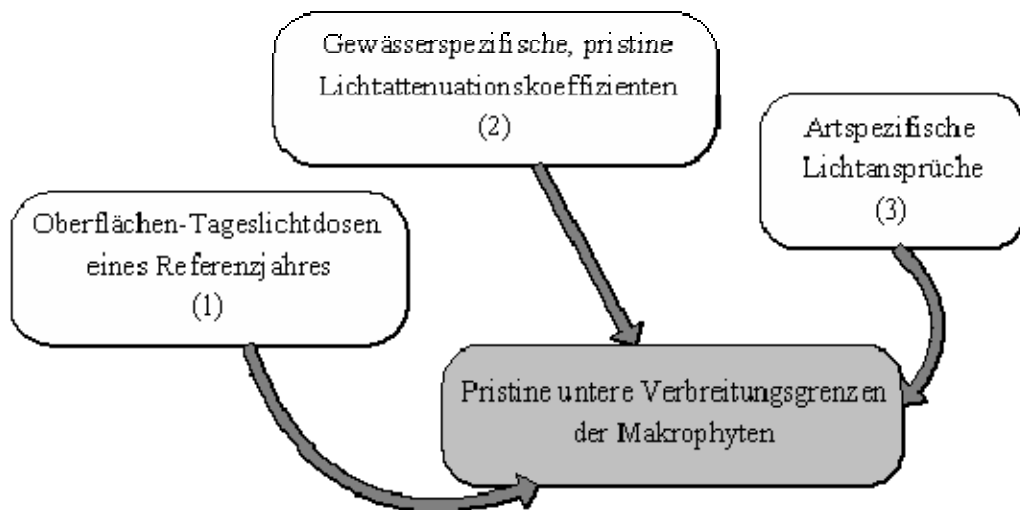 Gewässerspezifische, pristine
Lichtattenuationskoeffizienten
(2)
Artspezifische
Lichtansprüche
(3)
Oberflächen-Tageslichtdosen
eines Referenzjahres
(1)
Pristine untere Verbreitungsgrenzen
der Makrophyten